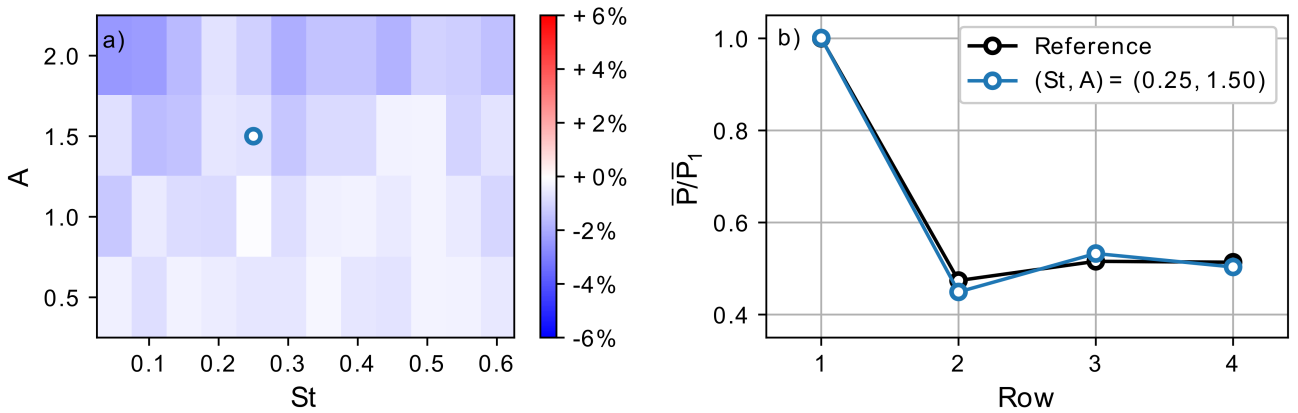 a)
A
2.0
1.5
1.0
0.5
0.1 0.2 0.3 0.4 0.5 0.6
St
+ 6%
+ 4%
+ 2%
+ 0%
-2%
-4%
-6%
b)
Reference
(St, A) = (0.25, 1.50)
P̅/P̅₁
1.0
0.8
0.6
0.4
1 2 3 4
Row